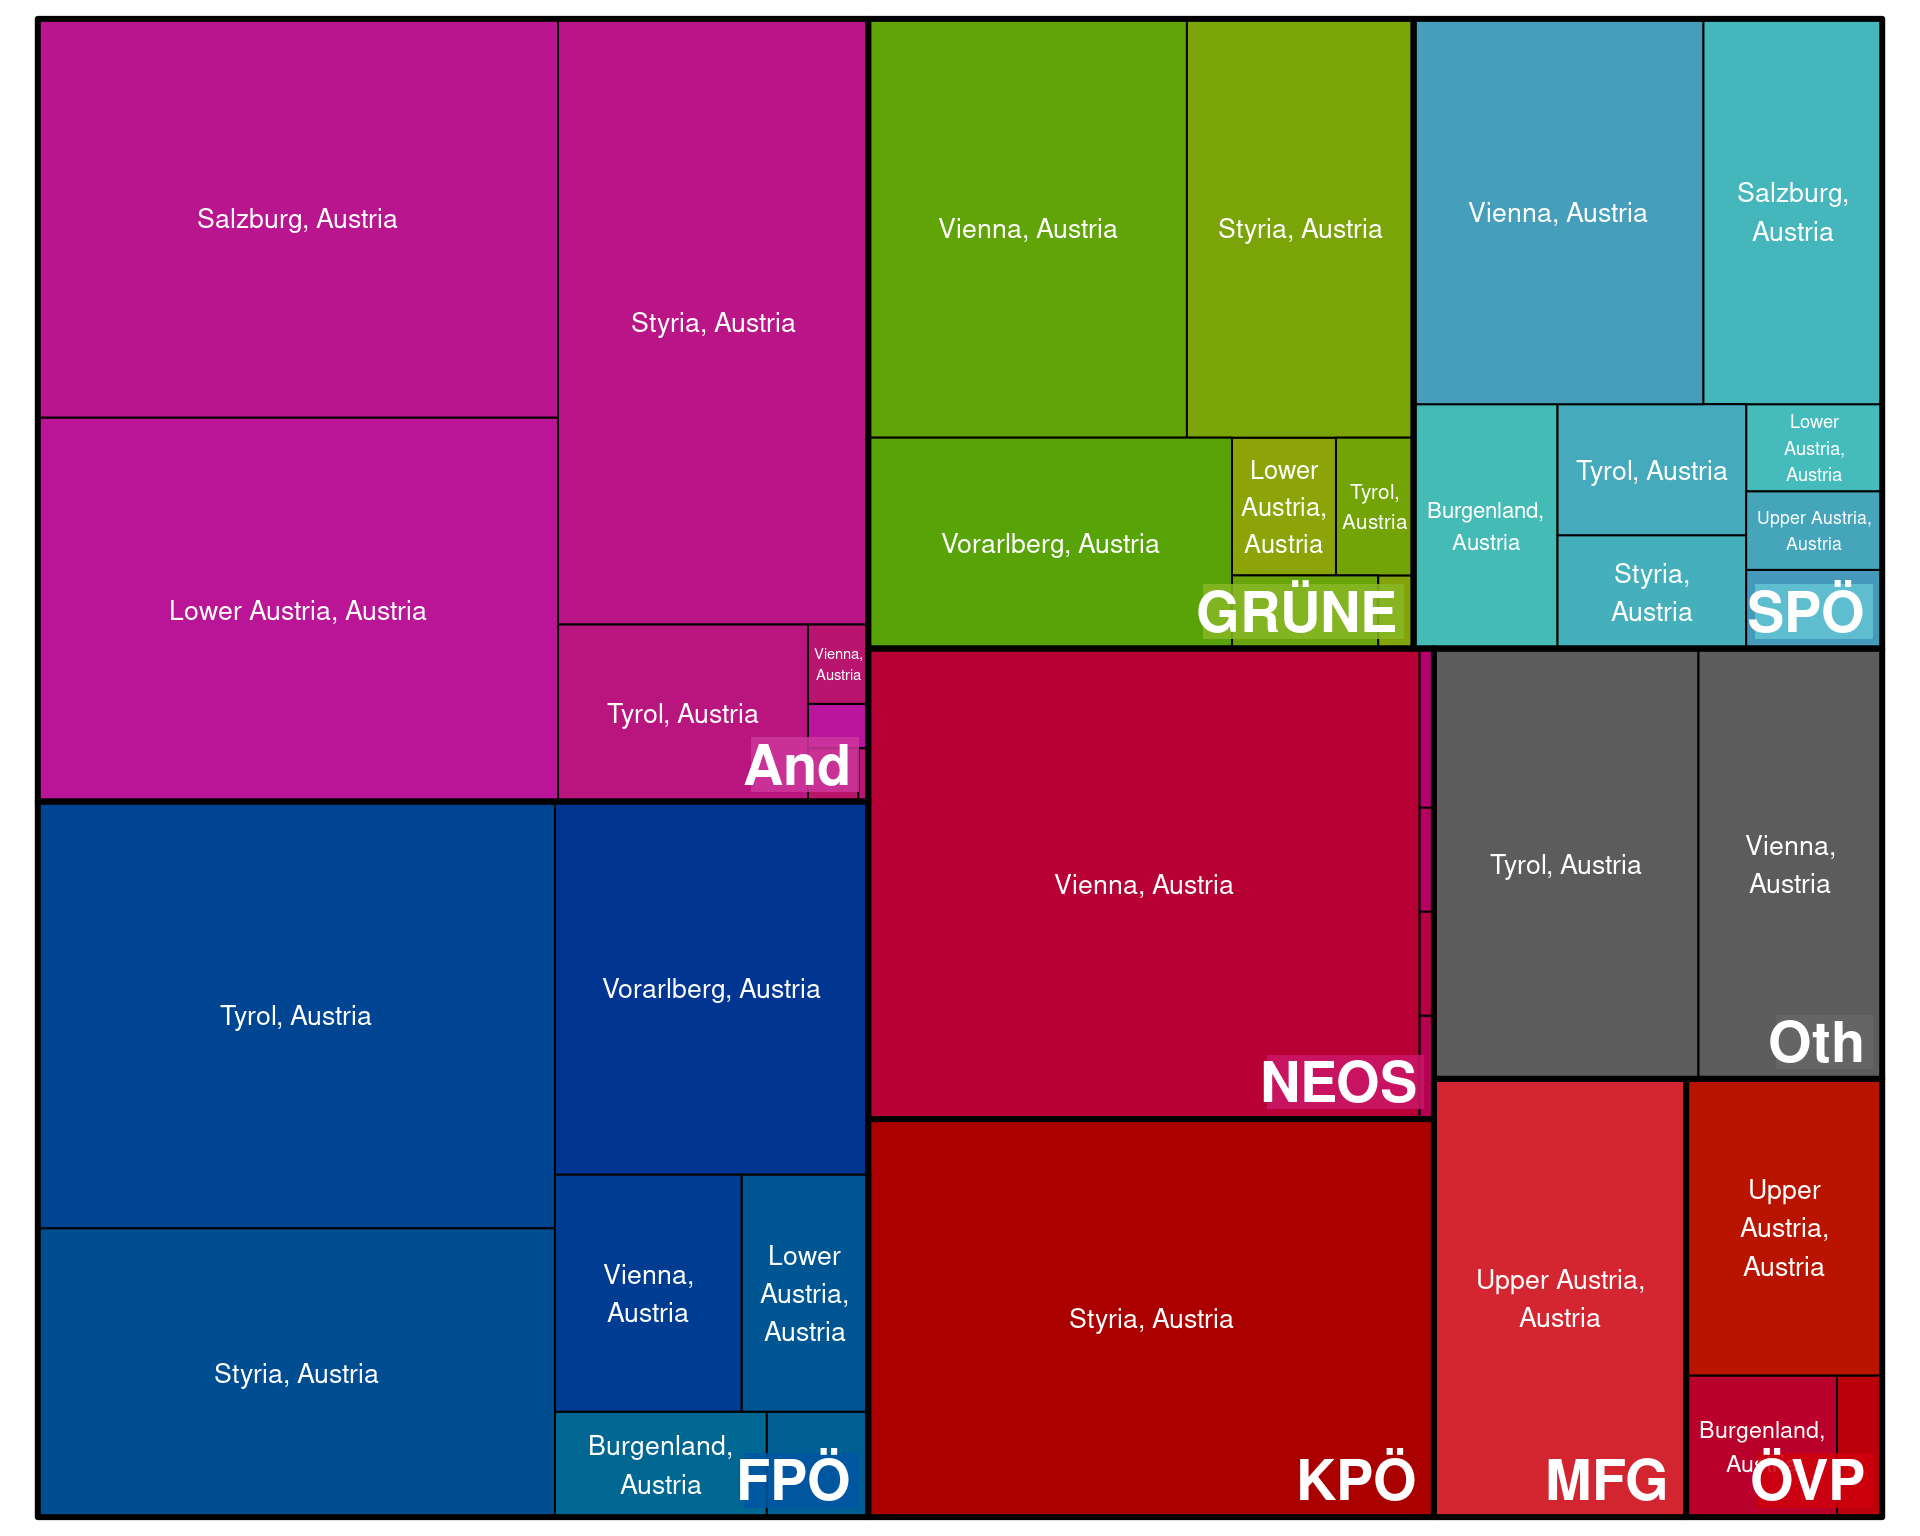 Salzburg, Austria
Styria, Austria
Lower Austria, Austria
Tyrol, Austria
Vienna,
Austria
And
Vienna, Austria
Styria, Austria
Vorarlberg, Austria
Lower
Austria,
Austria
Tyrol,
Austria
GRÜNE
Vienna, Austria
Salzburg,
Austria
Burgenland,
Austria
Tyrol, Austria
Styria,
Austria
Lower
Austria,
Austria
Upper Austria,
Austria
SPÖ
Tyrol, Austria
Vorarlberg, Austria
Styria, Austria
Vienna,
Austria
Lower
Austria,
Austria
Burgenland,
Austria
FPÖ
Vienna, Austria
NEOS
Tyrol, Austria
Vienna,
Austria
Oth
Styria, Austria
KPÖ
Upper Austria,
Austria
MFG
Upper
Austria,
Austria
Burgenland,
Austria
ÖVP